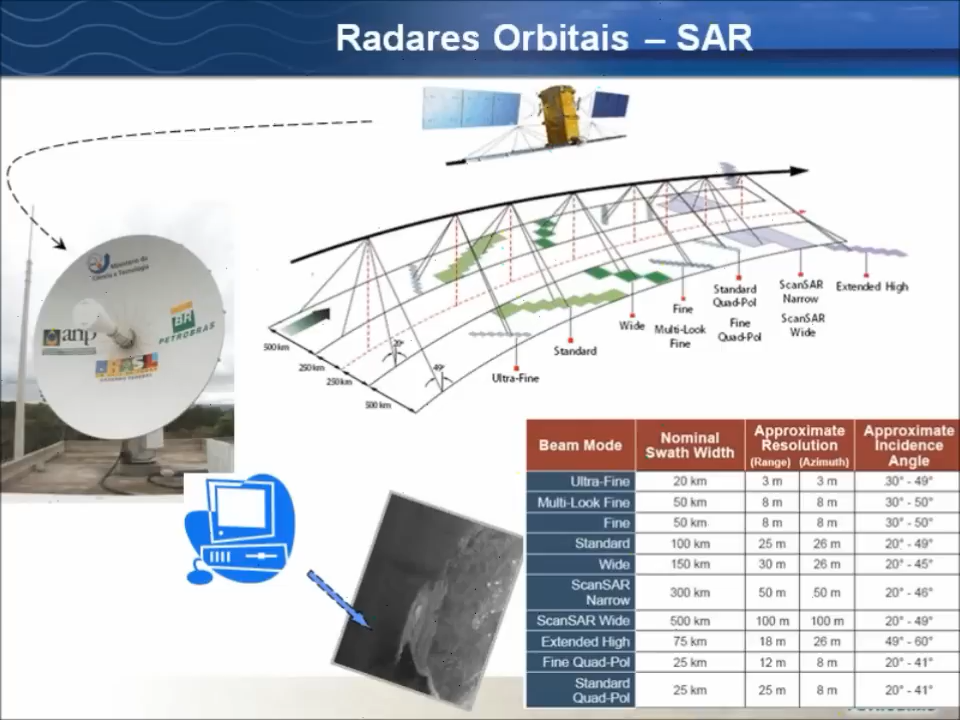 Radares Orbitais – SAR
Ministério da
Ciência e Tecnologia
anp
BR
PETROBRAS
BRASIL
GOVERNO FEDERAL
500 km
250 km
250 km
500 km
20°
49°
Ultra-Fine
Standard
Wide
Fine
Multi-Look
Fine
Standard
Quad-Pol
Fine
Quad-Pol
ScanSAR
Narrow
ScanSAR
Wide
Extended High
Beam Mode Nominal Swath Width Approximate Resolution (Range) (Azimuth) Approximate Incidence Angle
Ultra-Fine 20 km 3 m 3 m 30° - 49°
Multi-Look Fine 50 km 8 m 8 m 30° - 50°
Fine 50 km 8 m 8 m 30° - 50°
Standard 100 km 25 m 26 m 20° - 49°
Wide 150 km 30 m 26 m 20° - 45°
ScanSAR Narrow 300 km 50 m 50 m 20° - 46°
ScanSAR Wide 500 km 100 m 100 m 20° - 49°
Extended High 75 km 18 m 26 m 49° - 60°
Fine Quad-Pol 25 km 12 m 8 m 20° - 41°
Standard Quad-Pol 25 km 25 m 8 m 20° - 41°